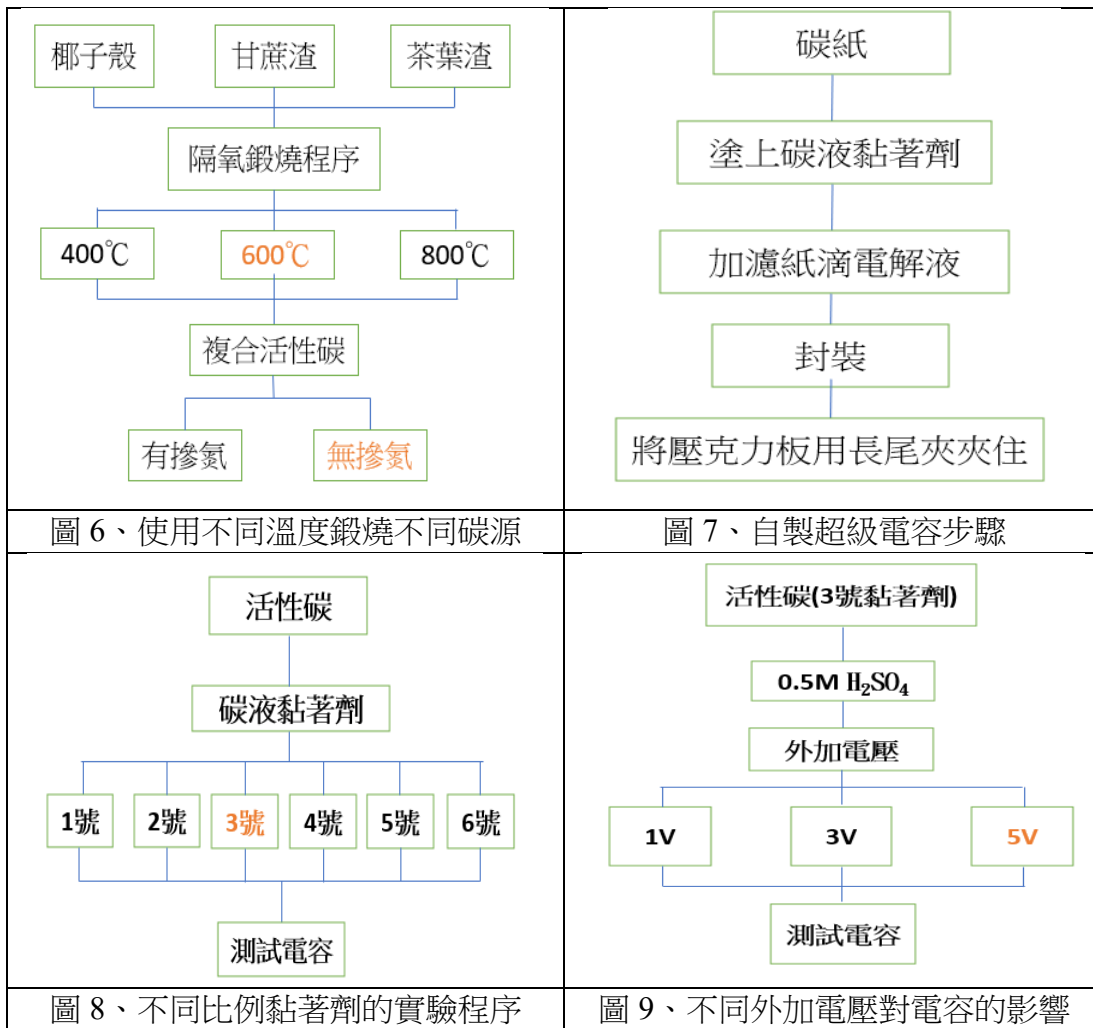 椰子殼 甘蔗渣 茶葉渣
隔氧鍛燒程序
400℃ 600℃ 800℃
複合活性碳
有摻氮 無摻氮
圖 6、使用不同溫度鍛燒不同碳源
碳紙
塗上碳液黏著劑
加濾紙滴電解液
封裝
將壓克力板用長尾夾夾住
圖 7、自製超級電容步驟
活性碳
碳液黏著劑
1號 2號 3號 4號 5號 6號
測試電容
圖 8、不同比例黏著劑的實驗程序
活性碳(3號黏著劑)
0.5M H₂SO₄
外加電壓
1V 3V 5V
測試電容
圖 9、不同外加電壓對電容的影響